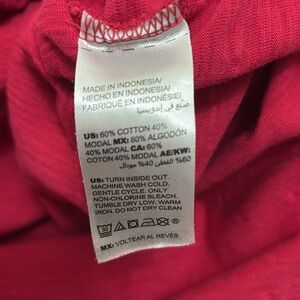 MADE IN INDONESIA/
HECHO EN INDONESIA/
FABRIQUÉ EN INDONÉSIE/
صنع في إندونيسيا
US: 60% COTTON 40%
MODAL MX: 60% ALGODÓN
40% MODAL CA: 60%
COTON 40% MODAL AE/KW:
60% القطن 40% مودال
US: TURN INSIDE OUT.
MACHINE WASH COLD.
GENTLE CYCLE. ONLY
NON-CHLORINE BLEACH.
TUMBLE DRY LOW. WARM
IRON. DO NOT DRY CLEAN
MX: VOLTEAR AL REVÉS